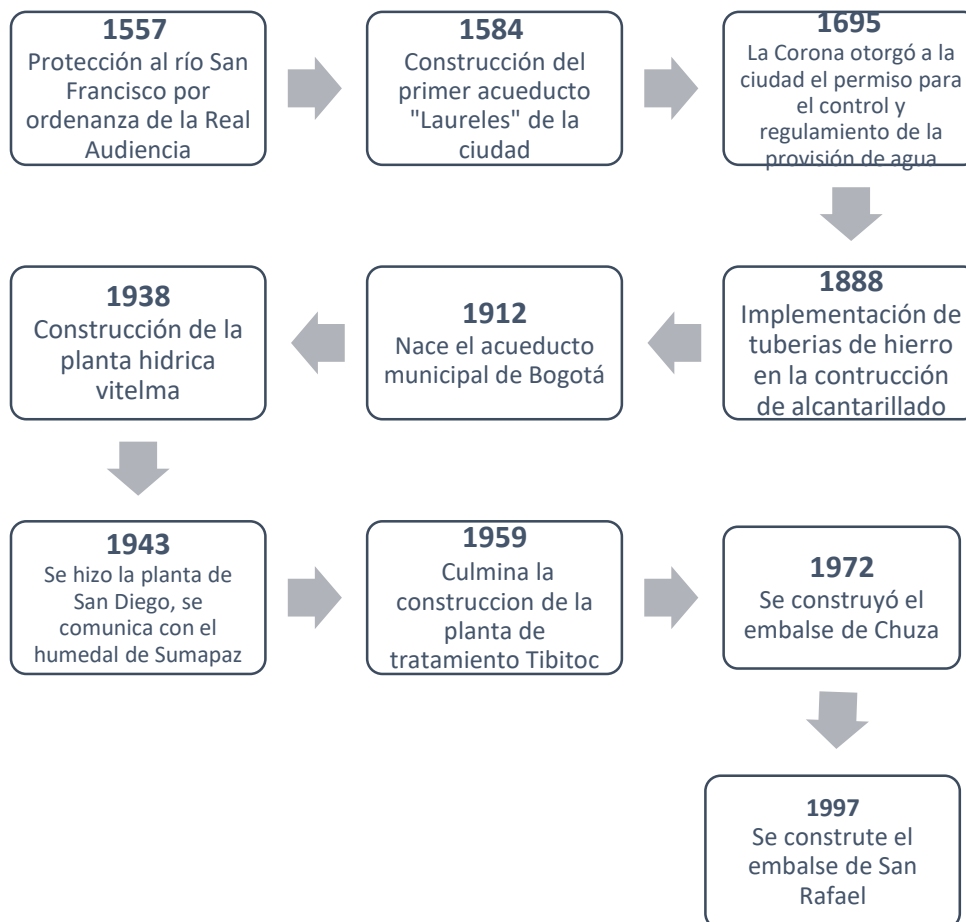 1557
Protección al río San
Francisco por
ordenanza de la Real
Audiencia
1584
Construcción del
primer acueducto
"Laureles" de la
ciudad
1695
La Corona otorgó a la
ciudad el permiso para
el control y
regulamiento de la
provisión de agua
1888
Implementación de
tuberias de hierro
en la contrucción
de alcantarillado
1912
Nace el acueducto
municipal de Bogotá
1938
Construcción de la
planta hidrica
vitelma
1943
Se hizo la planta de
San Diego, se
comunica con el
humedal de Sumapaz
1959
Culmina la
construccion de la
planta de
tratamiento Tibitoc
1972
Se construyó el
embalse de Chuza
1997
Se construte el
embalse de San
Rafael